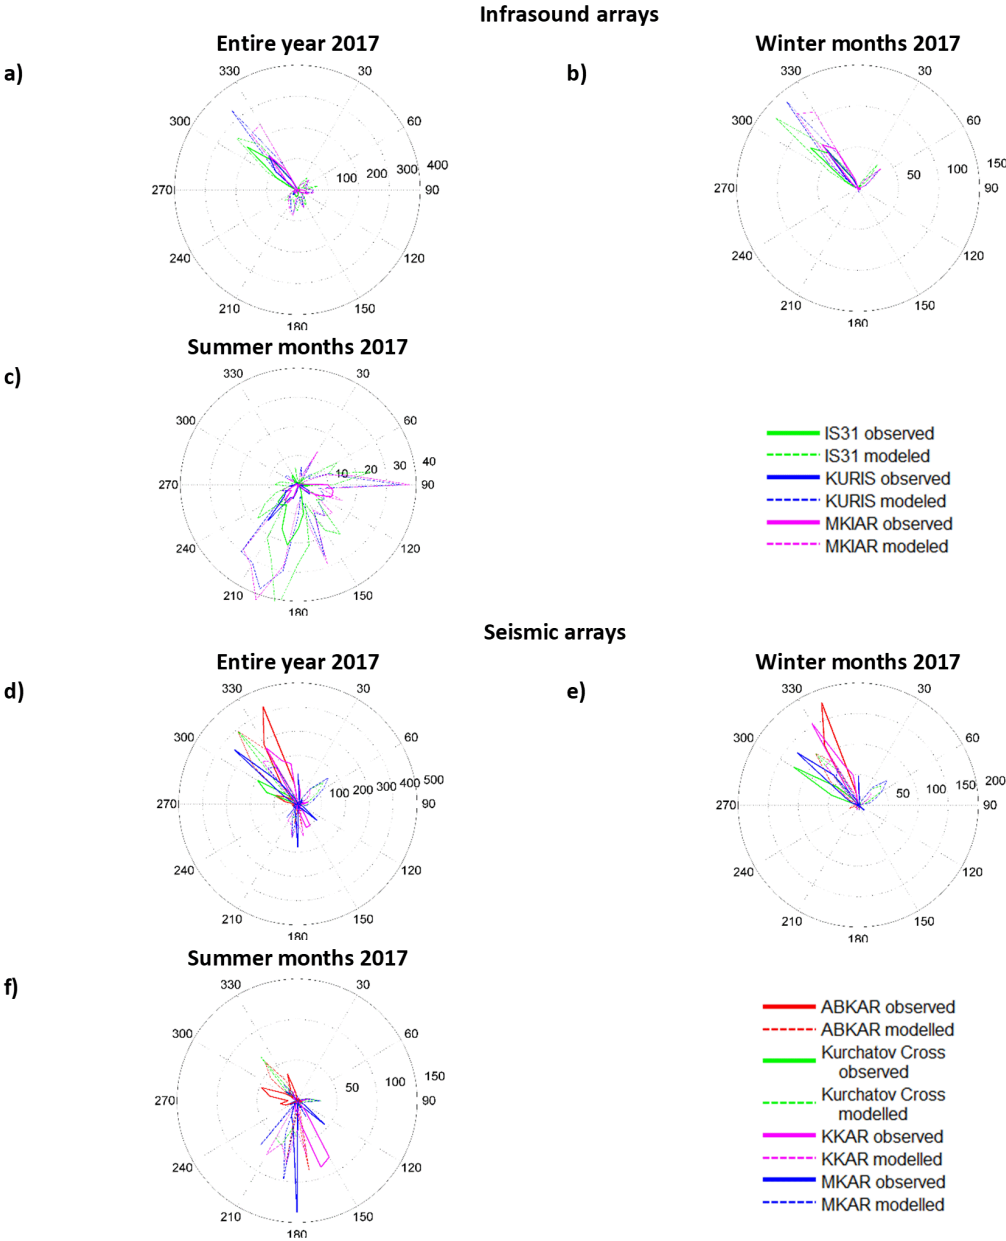 Infrasound arrays
Entire year 2017
Winter months 2017
a)
330
30
300
60
270
100
200
300
400
90
240
120
210
150
180
b)
330
30
300
60
270
50
100
150
90
240
120
210
150
180
Summer months 2017
c)
330
30
300
60
270
10
20
30
40
90
240
120
210
150
180
IS31 observed
IS31 modeled
KURIS observed
KURIS modeled
MKIAR observed
MKIAR modeled
Seismic arrays
Entire year 2017
Winter months 2017
d)
330
30
300
60
270
100
200
300
400
500
90
240
120
210
150
180
e)
330
30
300
60
270
50
100
150
200
90
240
120
210
150
180
Summer months 2017
f)
330
30
300
60
270
50
100
150
90
240
120
210
150
180
ABKAR observed
ABKAR modelled
Kurchatov Cross
observed
Kurchatov Cross
modelled
KKAR observed
KKAR modelled
MKAR observed
MKAR modelled